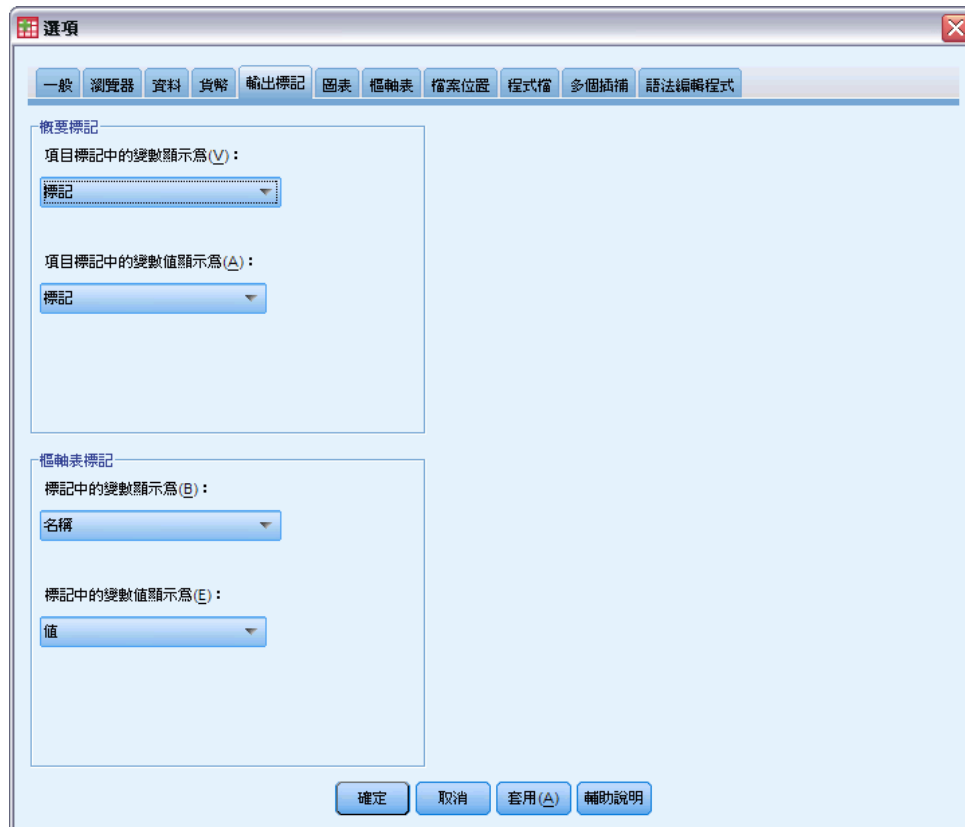 選項
一般 瀏覽器 資料 貨幣 輸出標記 圖表 樞軸表 檔案位置 程式檔 多個插補 語法編輯程式
概要標記
項目標記中的變數顯示為(V)：
標記
項目標記中的變數值顯示為(A)：
標記
樞軸表標記
標記中的變數顯示為(B)：
名稱
標記中的變數值顯示為(E)：
值
確定 取消 套用(A) 輔助說明